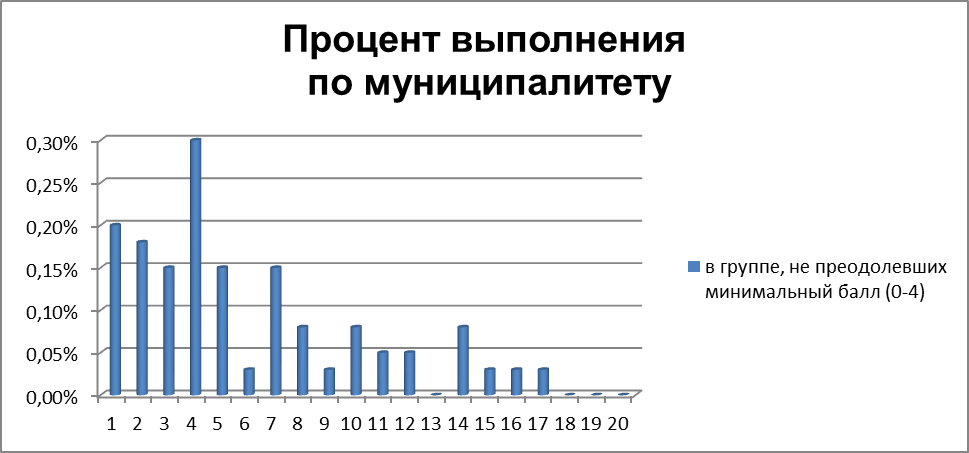 Процент выполнения
по муниципалитету
0,30%
0,25%
0,20%
0,15%
0,10%
0,05%
0,00%
1 2 3 4 5 6 7 8 9 10 11 12 13 14 15 16 17 18 19 20
в группе, не преодолевших
минимальный балл (0-4)